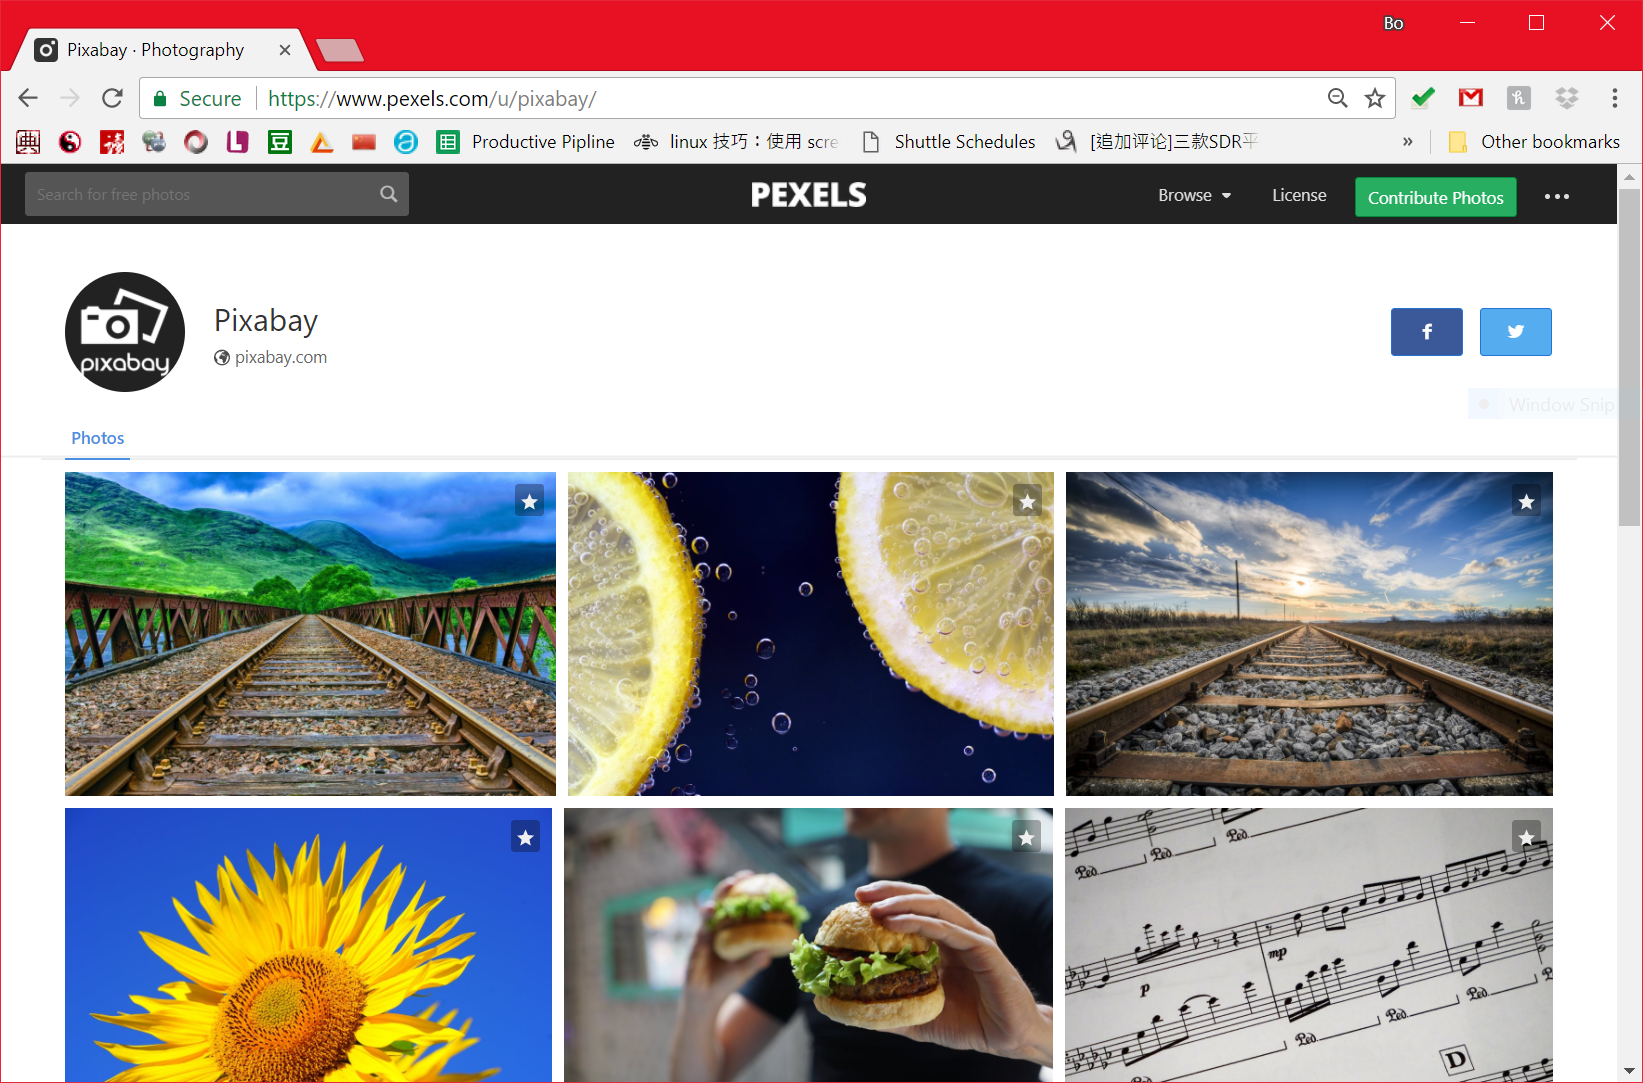 Bo
Pixabay · Photography
Secure
https://www.pexels.com/u/pixabay/
Productive Pipline
linux 技巧：使用 scre
Shuttle Schedules
[追加评论]三款SDR平
»
Other bookmarks
Search for free photos
PEXELS
Browse
License
Contribute Photos
pixabay
Pixabay
pixabay.com
Window Snip
Photos
mp
p
D